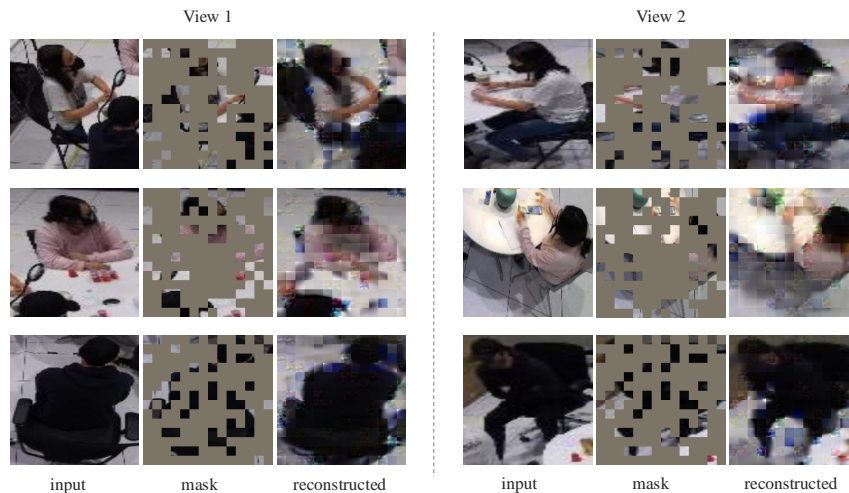 View 1 View 2
input mask reconstructed input mask reconstructed